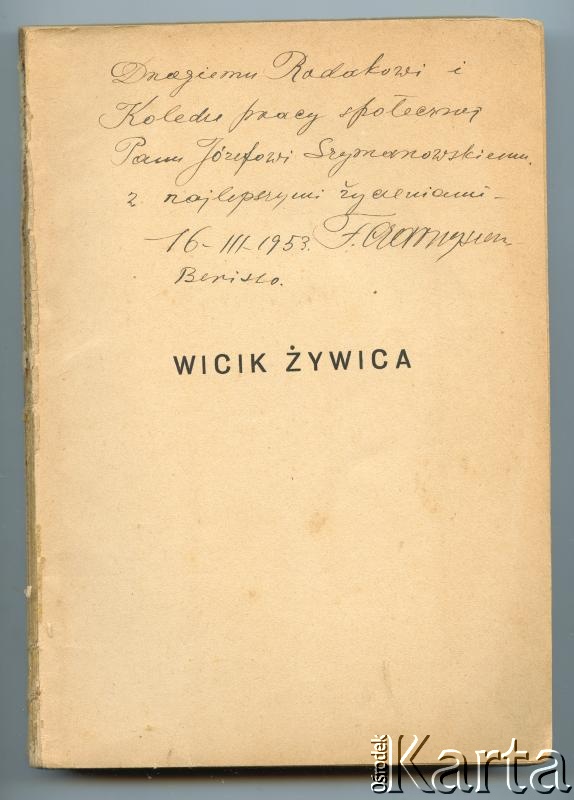 Drogiemu Rodakowi i
Koledze pracy społecznej
Panu Józefowi Szymanowskiemu.
z najlepszymi życzeniami -
16-III-1953. F.
Berisso.
WICIK ŻYWICA
ośrodek Karta